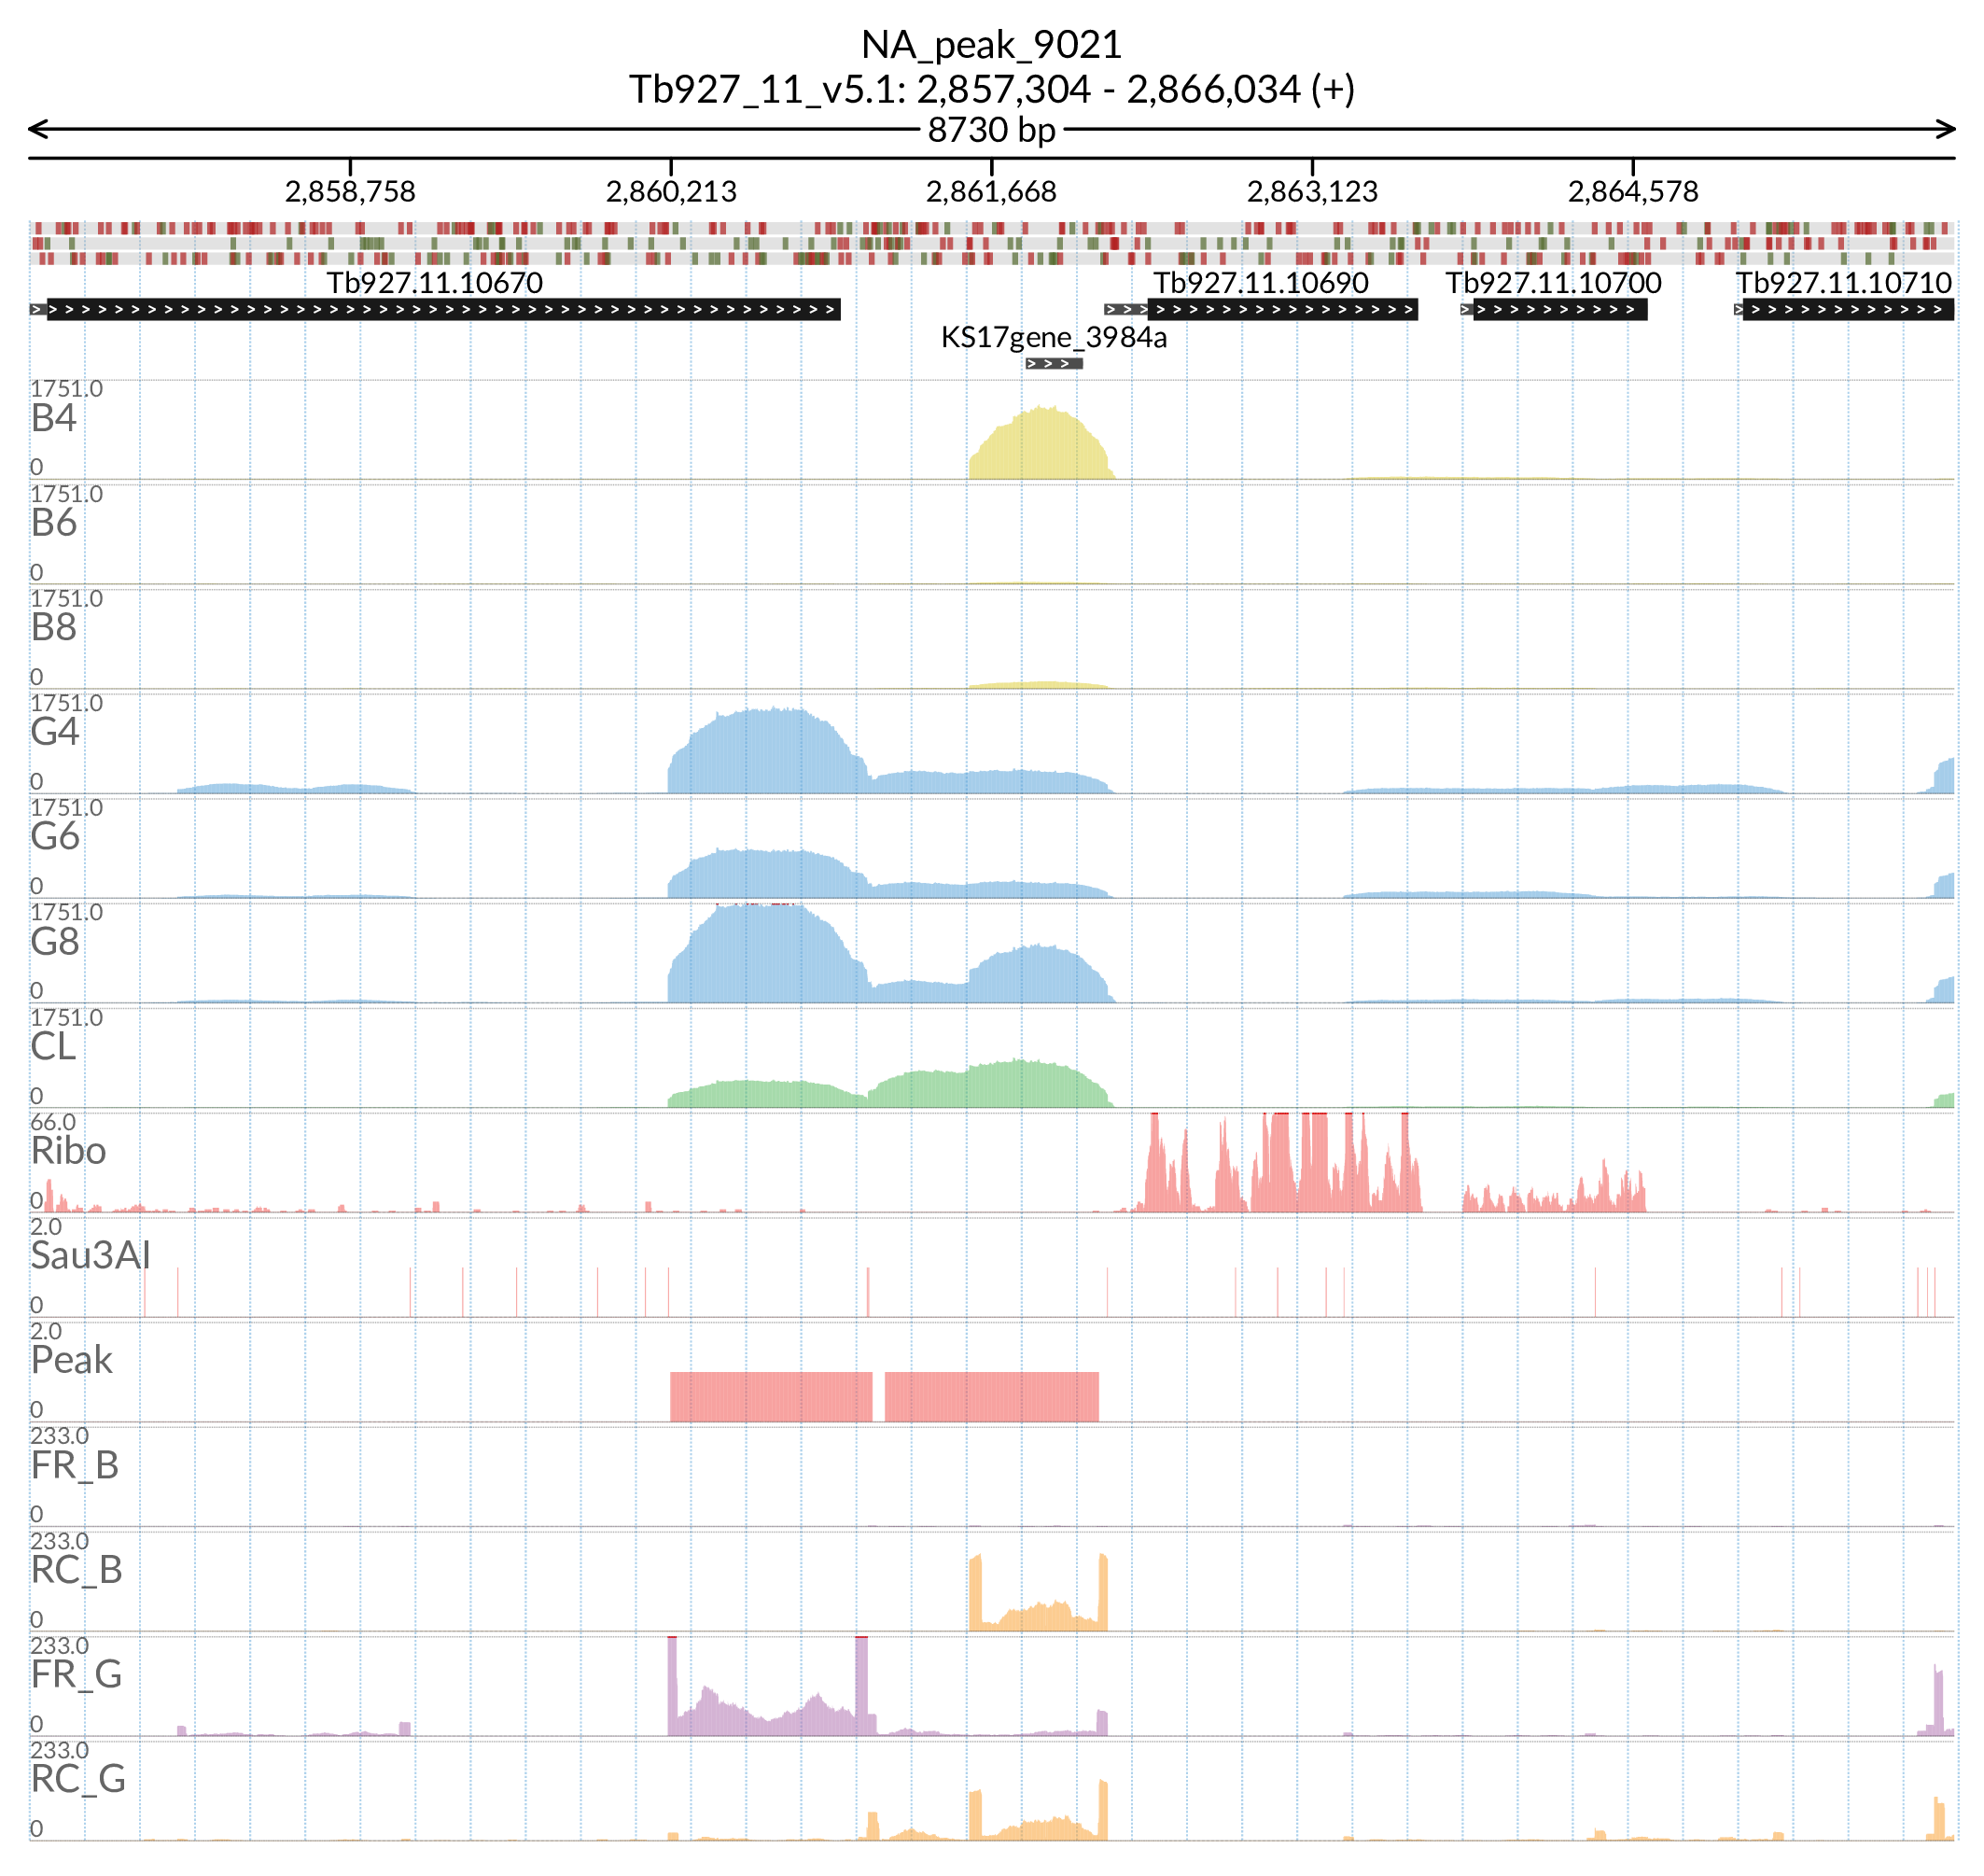 NA_peak_9021
Tb927_11_v5.1: 2,857,304 - 2,866,034 (+)
8730 bp
2,858,758 2,860,213 2,861,668 2,863,123 2,864,578
Tb927.11.10670 Tb927.11.10690 Tb927.11.10700 Tb927.11.10710
KS17gene_3984a
1751.0
B4
0
1751.0
B6
0
1751.0
B8
0
1751.0
G4
0
1751.0
G6
0
1751.0
G8
0
1751.0
CL
0
66.0
Ribo
0
2.0
Sau3AI
0
2.0
Peak
0
233.0
FR_B
0
233.0
RC_B
0
233.0
FR_G
0
233.0
RC_G
0